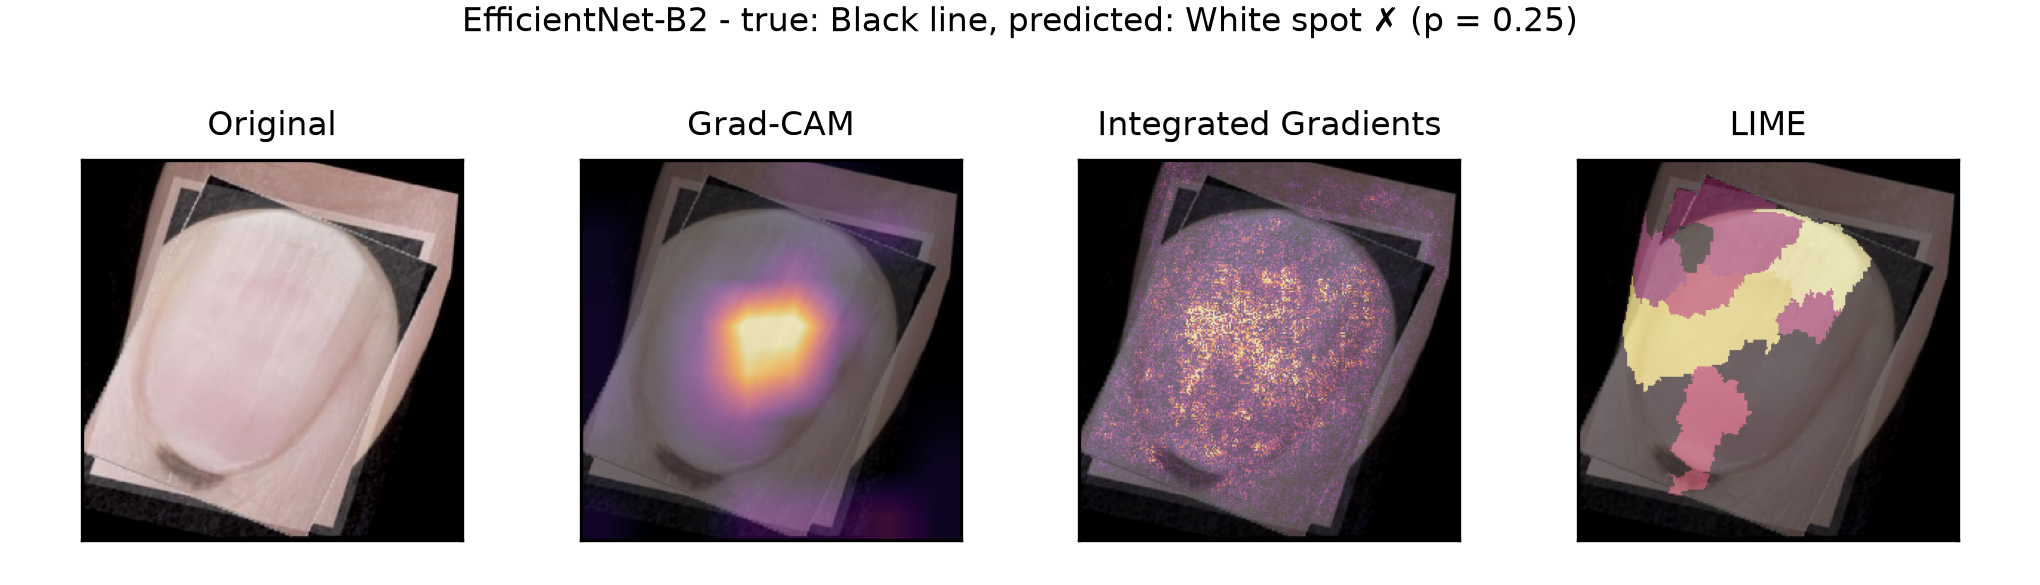 EfficientNet-B2 - true: Black line, predicted: White spot ✗ (p = 0.25)
Original
Grad-CAM
Integrated Gradients
LIME